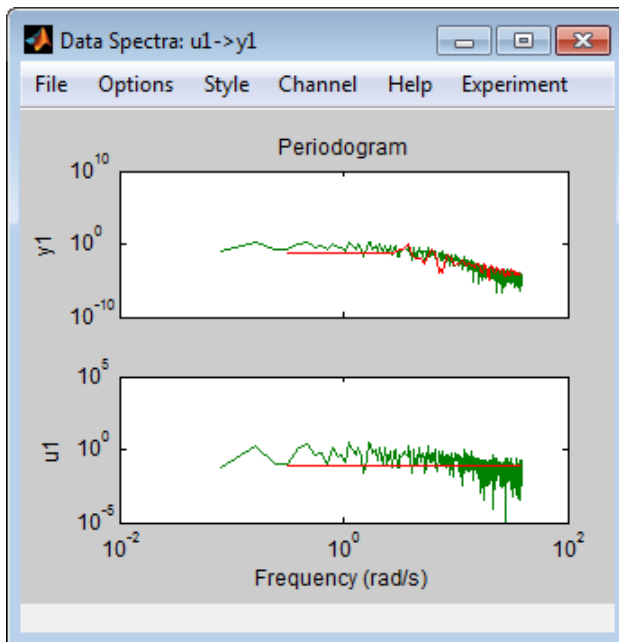 Data Spectra: u1->y1
File Options Style Channel Help Experiment
Periodogram
10^10
10^0
10^-10
y1
10^5
10^0
10^-5
u1
10^-2 10^0 10^2
Frequency (rad/s)